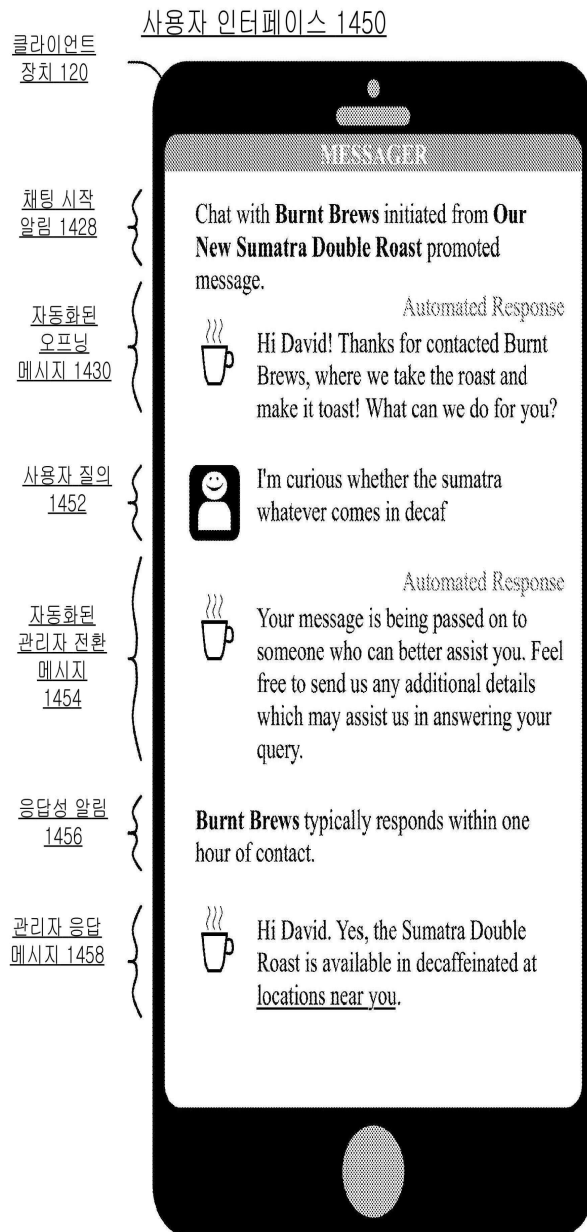 사용자 인터페이스 1450
클라이언트
장치 120
MESSAGER
채팅 시작
알림 1428
Chat with Burnt Brews initiated from Our
New Sumatra Double Roast promoted
message.
자동화된
오프닝
메시지 1430
Automated Response
Hi David! Thanks for contacted Burnt
Brews, where we take the roast and
make it toast! What can we do for you?
사용자 질의
1452
I'm curious whether the sumatra
whatever comes in decaf
자동화된
관리자 전환
메시지
1454
Automated Response
Your message is being passed on to
someone who can better assist you. Feel
free to send us any additional details
which may assist us in answering your
query.
응답성 알림
1456
Burnt Brews typically responds within one
hour of contact.
관리자 응답
메시지 1458
Hi David. Yes, the Sumatra Double
Roast is available in decaffeinated at
locations near you.